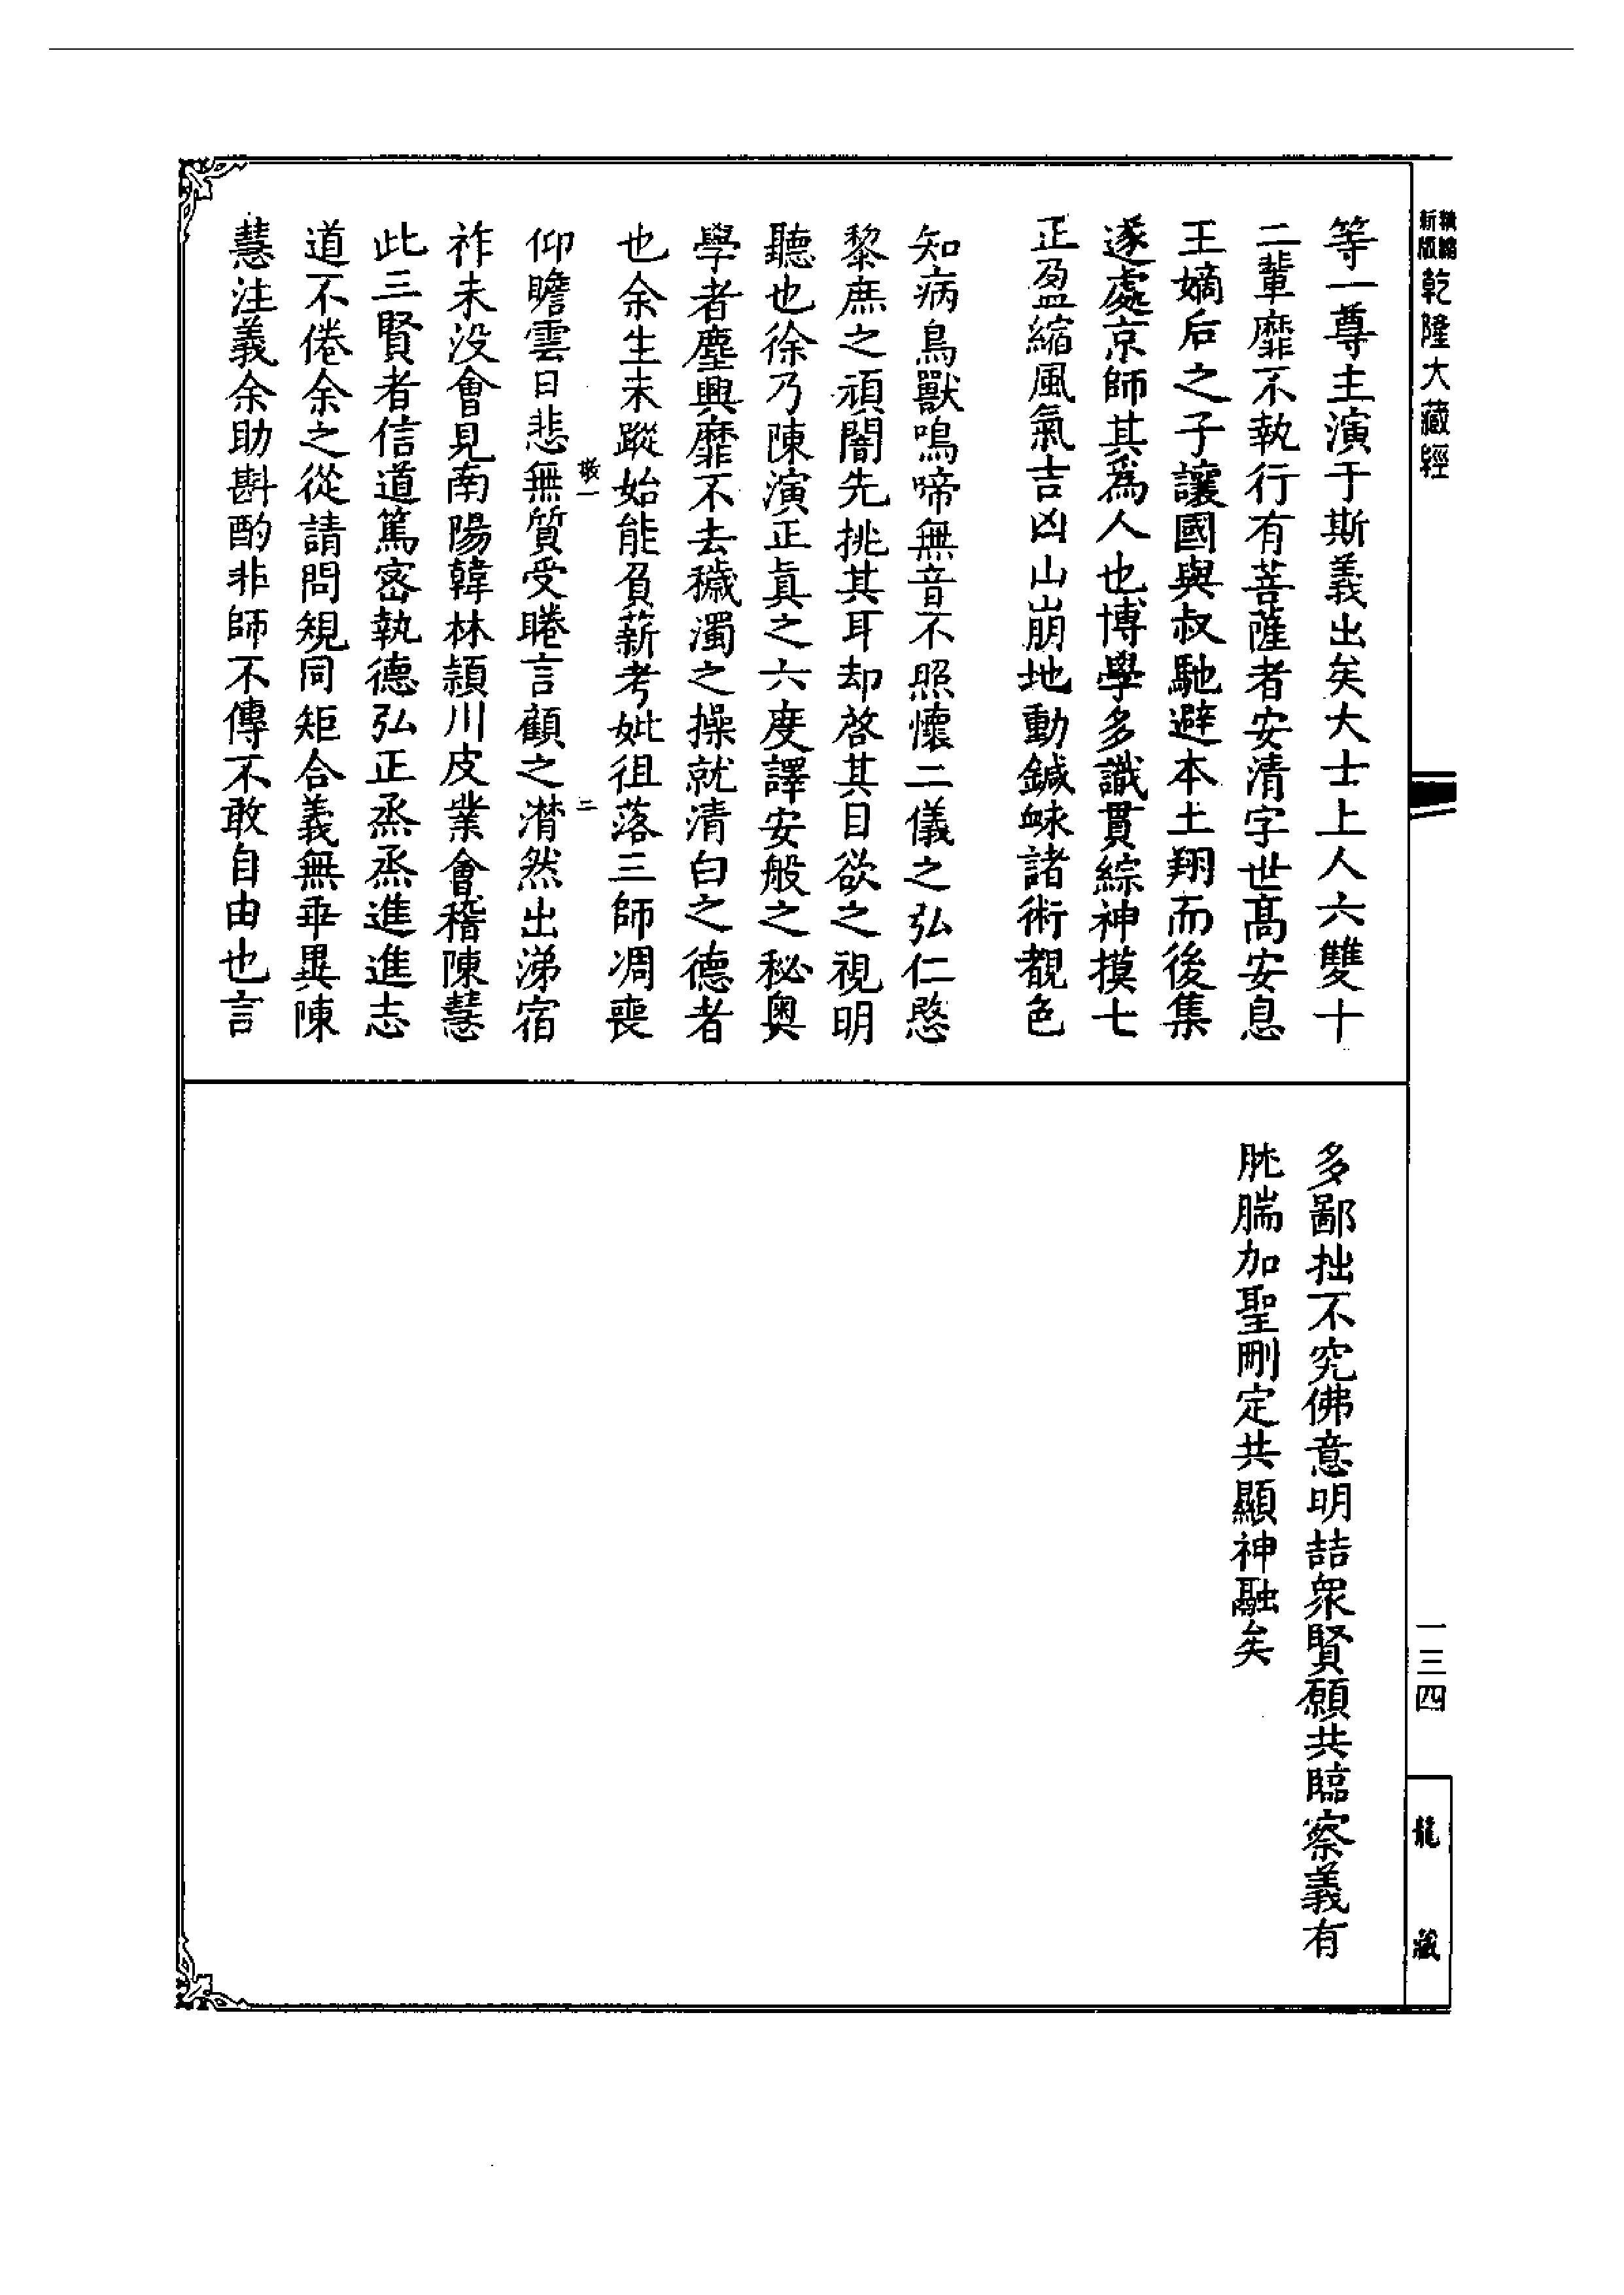 新版 精縮 乾隆大藏經
等一尊主演于斯義出矣大士上人六雙十
二輩靡不執行有菩薩者安清字世高安息
王嫡后之子讓國與叔馳避本土翔而後集
遂處京師其為人也博學多識貫綜神摸七
正盈縮風氣吉凶山崩地動鍼䘑諸術覩色
知病鳥獸鳴啼無音不照懷二儀之弘仁愍
黎庶之頑闇先挑其耳却啓其目欲之視明
聽也徐乃陳演正真之六度譯安般之秘奧
學者塵興靡不去穢濁之操就清白之德者
也余生末蹤始能負薪考妣徂落三師凋喪
二
仰瞻雲日悲無質受睠言顧之潸然出涕宿
祚未没會見南陽韓林潁川皮業會稽陳慧
此三賢者信道篤密執德弘正烝烝進進志
道不倦余之從請問規同矩合義無乖異陳
慧注義余助斟酌非師不傳不敢自由也言
多鄙拙不究佛意明喆衆賢願共臨察義有
胅腨加聖刪定共顯神融矣
一三四
龍藏